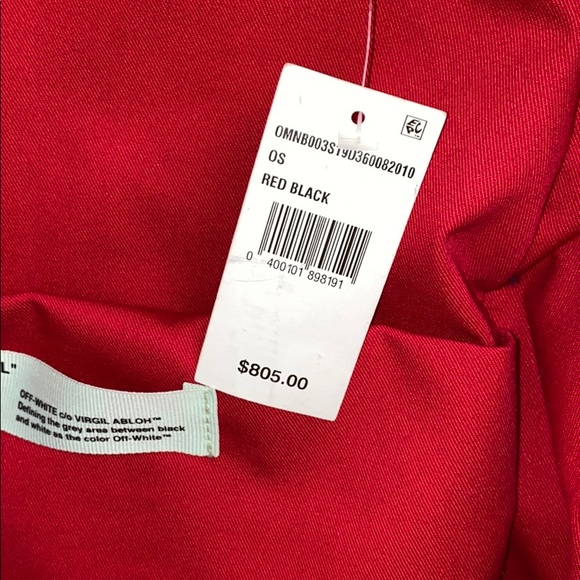 OMNB003S19D360082010
OS
RED BLACK
0 400101 898191
$805.00
L"
OFF-WHITE c/o VIRGIL ABLOH™
Defining the grey area between black
and white as the color Off-White™